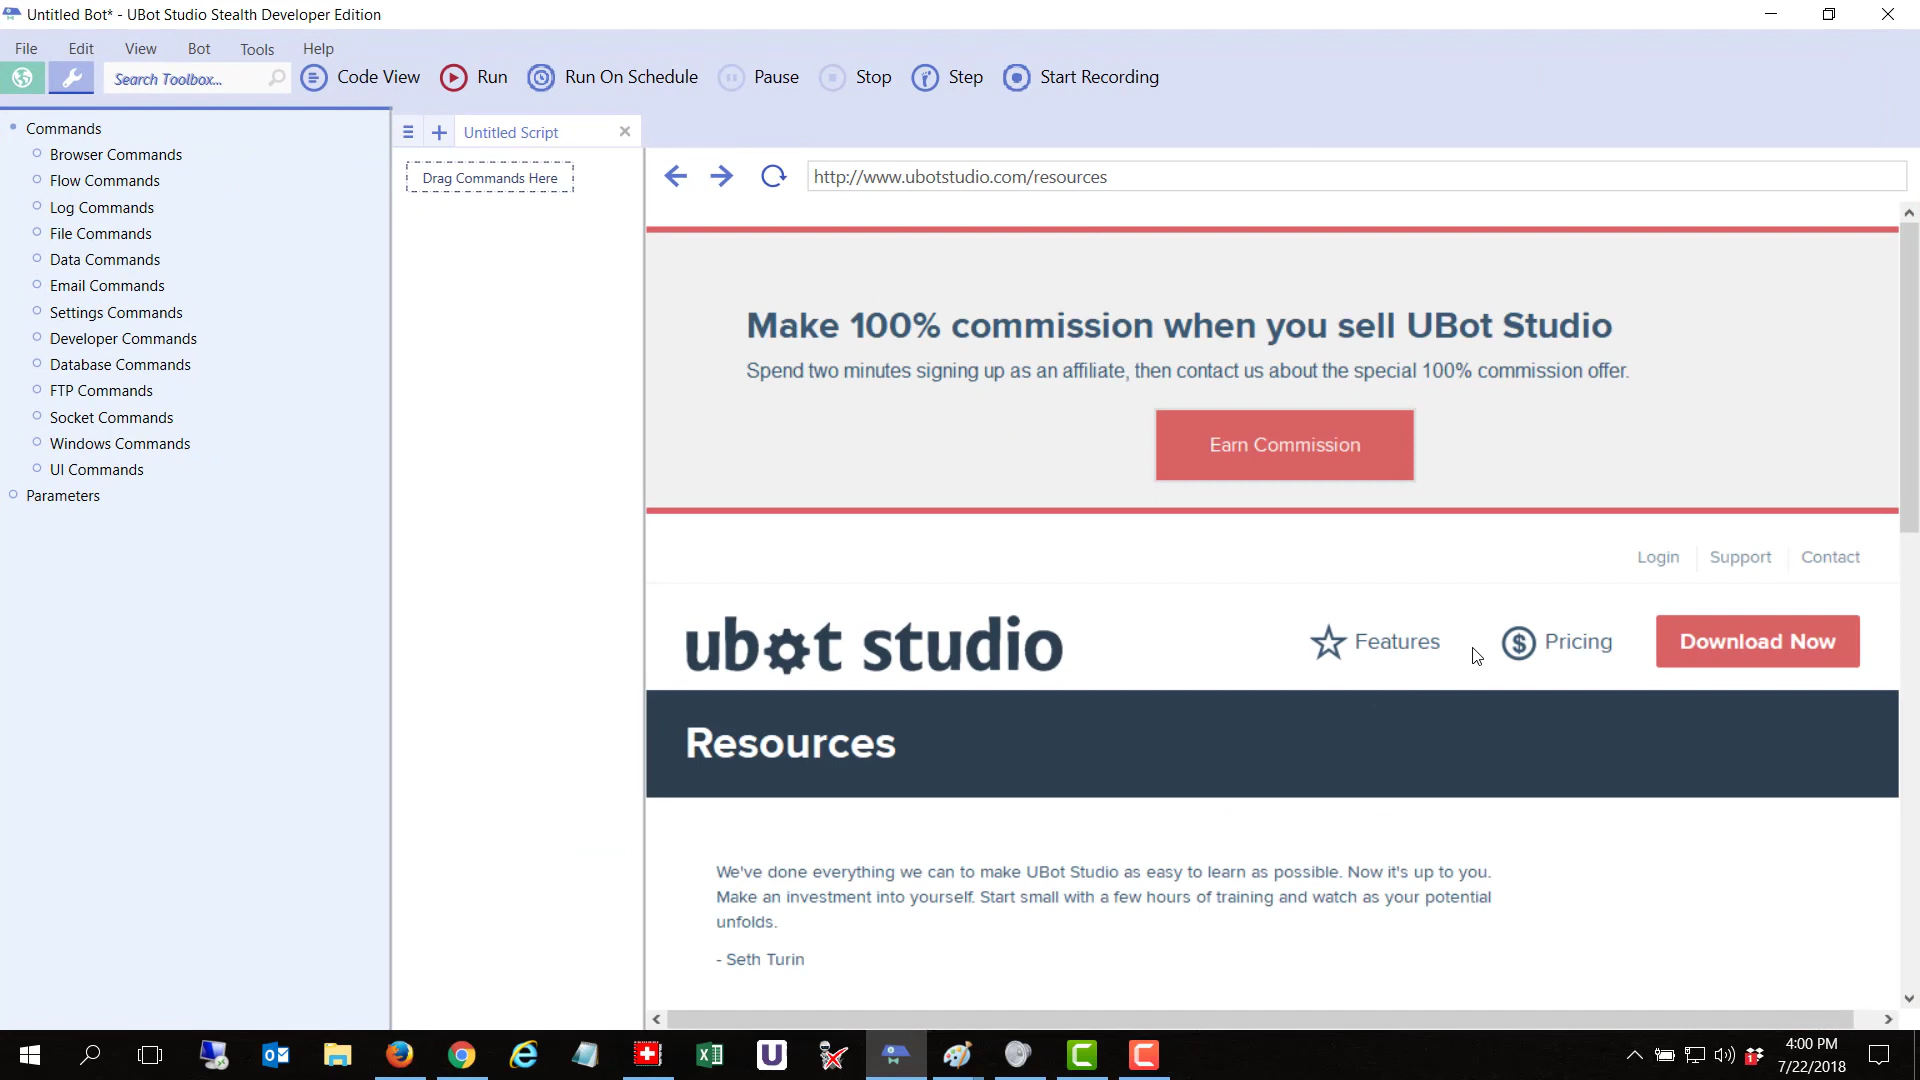 Untitled Bot* - UBot Studio Stealth Developer Edition
File Edit View Bot Tools Help
Search Toolbox... Code View Run Run On Schedule Pause Stop Step Start Recording
Commands
Browser Commands
Flow Commands
Log Commands
File Commands
Data Commands
Email Commands
Settings Commands
Developer Commands
Database Commands
FTP Commands
Socket Commands
Windows Commands
UI Commands
Parameters
Untitled Script
Drag Commands Here
http://www.ubotstudio.com/resources
Make 100% commission when you sell UBot Studio
Spend two minutes signing up as an affiliate, then contact us about the special 100% commission offer.
Earn Commission
Login Support Contact
ubot studio
Features Pricing Download Now
Resources
We've done everything we can to make UBot Studio as easy to learn as possible. Now it's up to you.
Make an investment into yourself. Start small with a few hours of training and watch as your potential
unfolds.
- Seth Turin
4:00 PM
7/22/2018